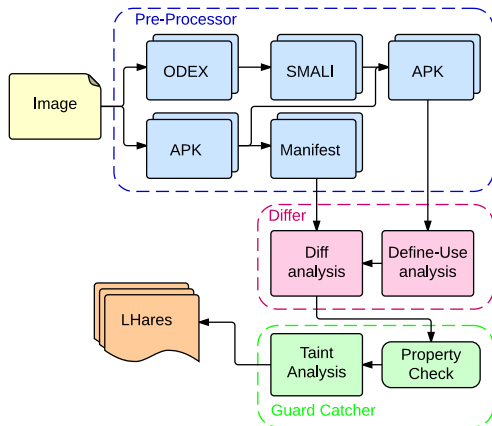 Pre-Processor
Image
ODEX
SMALI
APK
APK
Manifest
Differ
Diff
analysis
Define-Use
analysis
LHares
Taint
Analysis
Property
Check
Guard Catcher